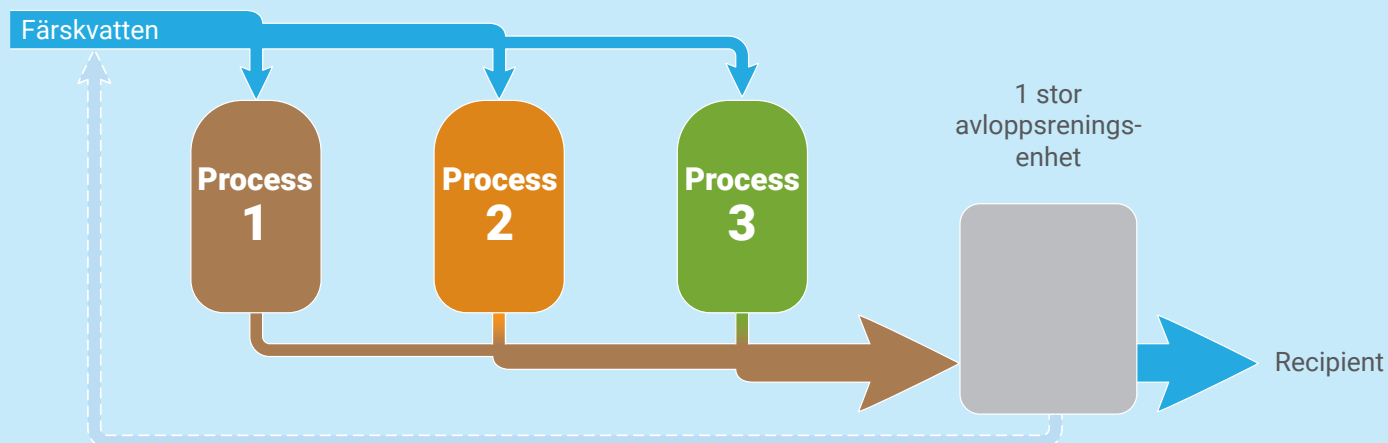 Färskvatten
1 stor
avloppsrenings-
enhet
Process
1
Process
2
Process
3
Recipient